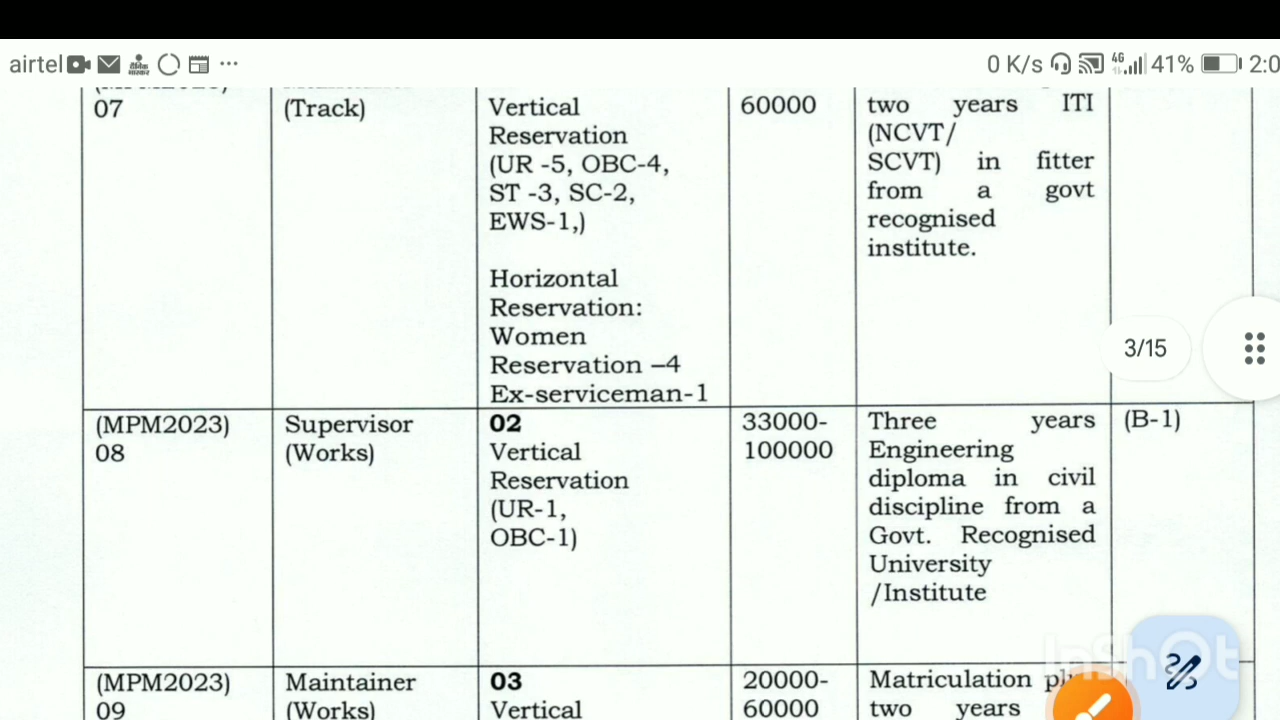 airtel
0 K/s 4G 41% 2:0
07
(Track)
Vertical
Reservation
(UR -5, OBC-4,
ST -3, SC-2,
EWS-1,)
Horizontal
Reservation:
Women
Reservation –4
Ex-serviceman-1
60000
two years ITI
(NCVT/
SCVT) in fitter
from a govt
recognised
institute.
3/15
(MPM2023)
08
Supervisor
(Works)
02
Vertical
Reservation
(UR-1,
OBC-1)
33000-
100000
Three years
Engineering
diploma in civil
discipline from a
Govt. Recognised
University
/Institute
(B-1)
(MPM2023)
09
Maintainer
(Works)
03
Vertical
20000-
60000
Matriculation
two years
InShOt